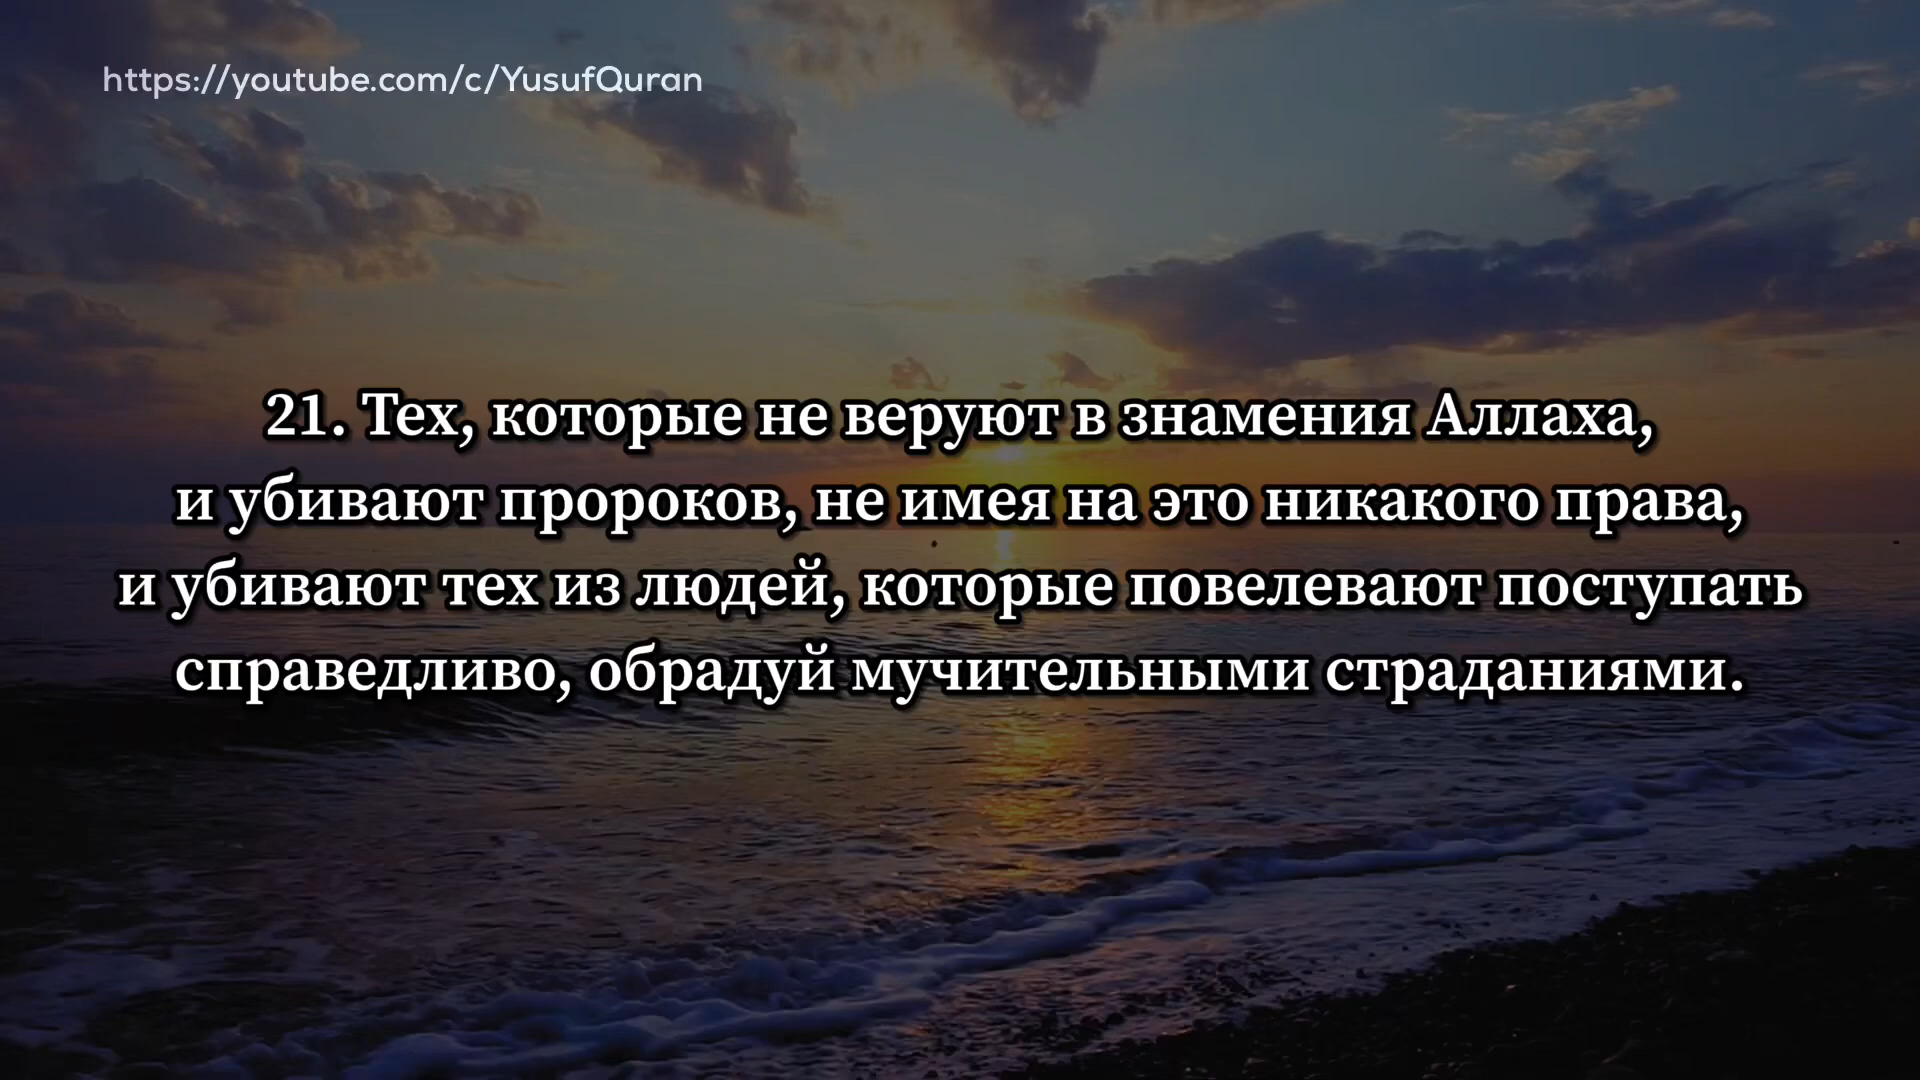 https://youtube.com/c/YusufQuran
21. Тех, которые не веруют в знамения Аллаха,
и убивают пророков, не имея на это никакого права,
и убивают тех из людей, которые повелевают поступать
справедливо, обрадуй мучительными страданиями.